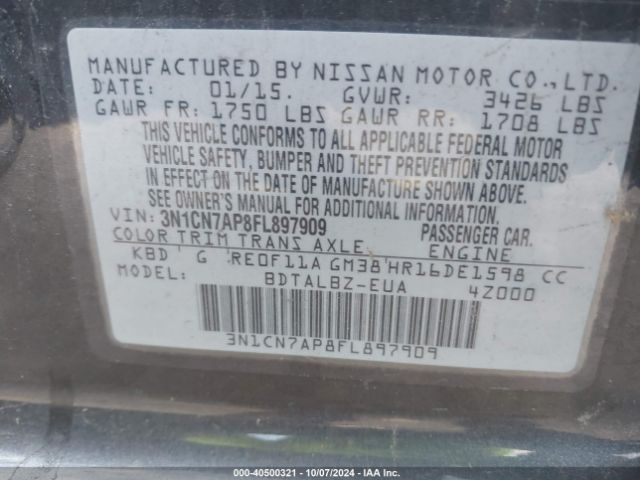 MANUFACTURED BY NISSAN MOTOR CO.,LTD.
DATE: 01/15. GVWR: 3426 LBS
GAWR FR: 1750 LBS GAWR RR: 1708 LBS
THIS VEHICLE CONFORMS TO ALL APPLICABLE FEDERAL MOTOR
VEHICLE SAFETY, BUMPER AND THEFT PREVENTION STANDARDS
IN EFFECT ON THE DATE OF MANUFACTURE SHOWN ABOVE.
SEE OWNER'S MANUAL FOR ADDITIONAL INFORMATION.
VIN: 3N1CN7AP8FL897909 PASSENGER CAR.
COLOR TRIM TRANS AXLE ENGINE
KBD G RE0F11A GM38 HR16DE1598 CC
MODEL: BDTALBZ-EUA 4Z000
3N1CN7AP8FL897909
000-40500321 - 10/07/2024 - IAA Inc.